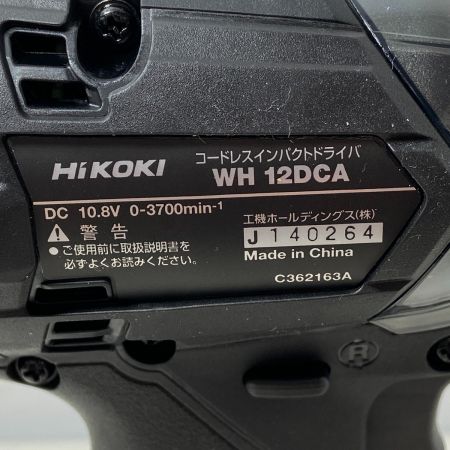 HiKOKI
コードレスインパクトドライバ
WH 12DCA
DC 10.8V 0-3700min-1
⚠ 警告
● ご使用前に取扱説明書を
必ずよくお読みください。
工機ホールディングス(株)
J 140264
Made in China
C362163A